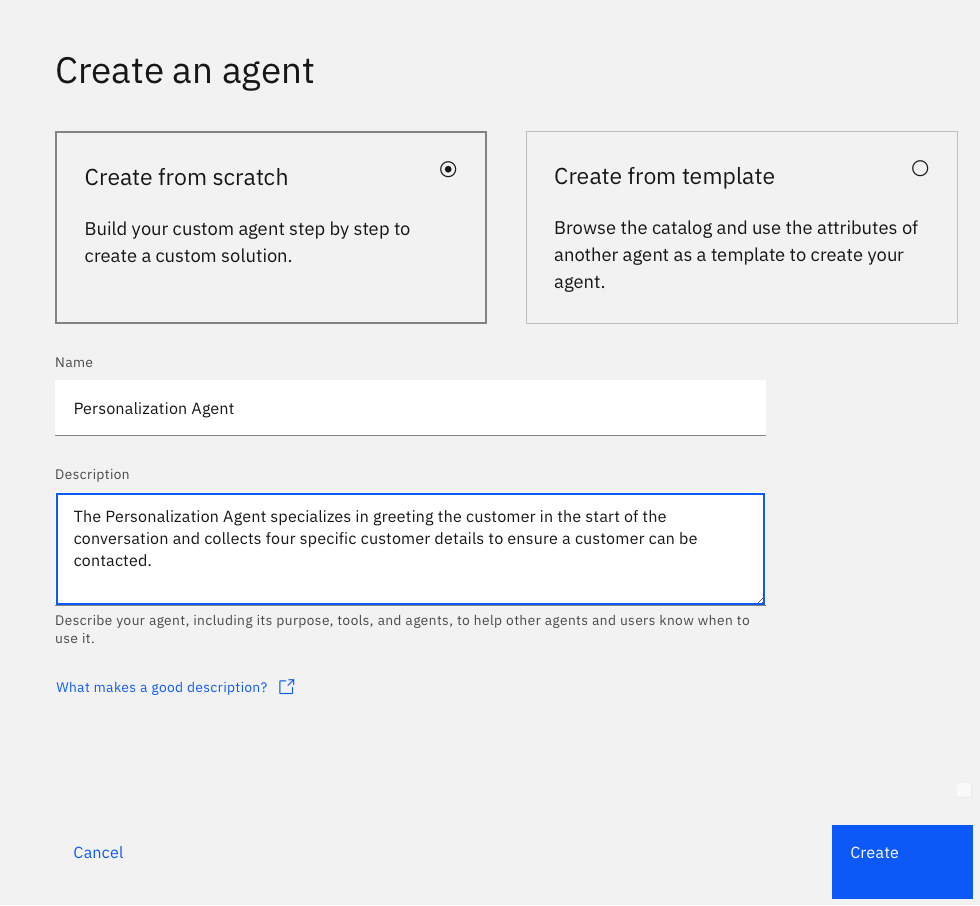 Create an agent
Create from scratch
Build your custom agent step by step to
create a custom solution.
Create from template
Browse the catalog and use the attributes of
another agent as a template to create your
agent.
Name
Personalization Agent
Description
The Personalization Agent specializes in greeting the customer in the start of the
conversation and collects four specific customer details to ensure a customer can be
contacted.
Describe your agent, including its purpose, tools, and agents, to help other agents and users know when to
use it.
What makes a good description?
Cancel
Create